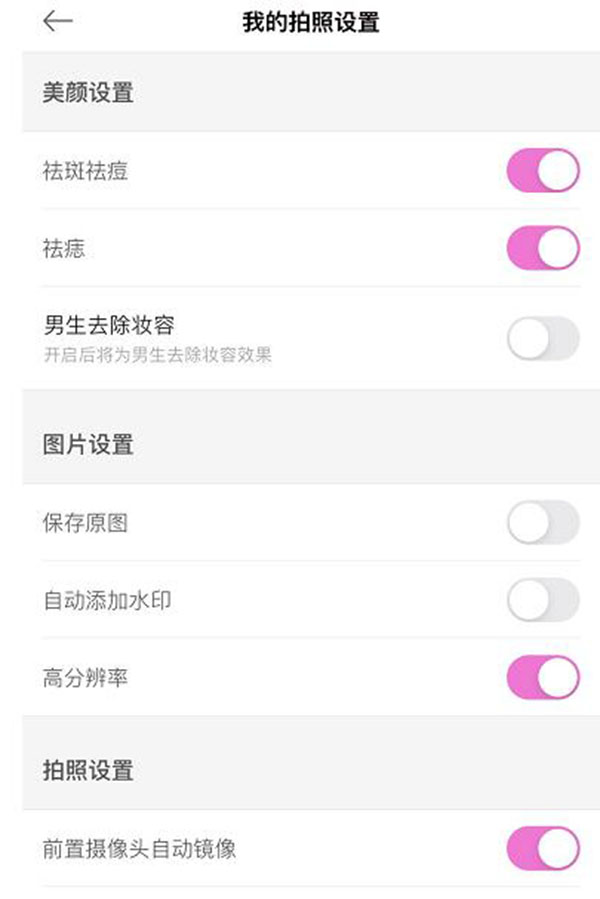 我的拍照设置
美颜设置
祛斑祛痘
祛痣
男生去除妆容
开启后将为男生去除妆容效果
图片设置
保存原图
自动添加水印
高分辨率
拍照设置
前置摄像头自动镜像